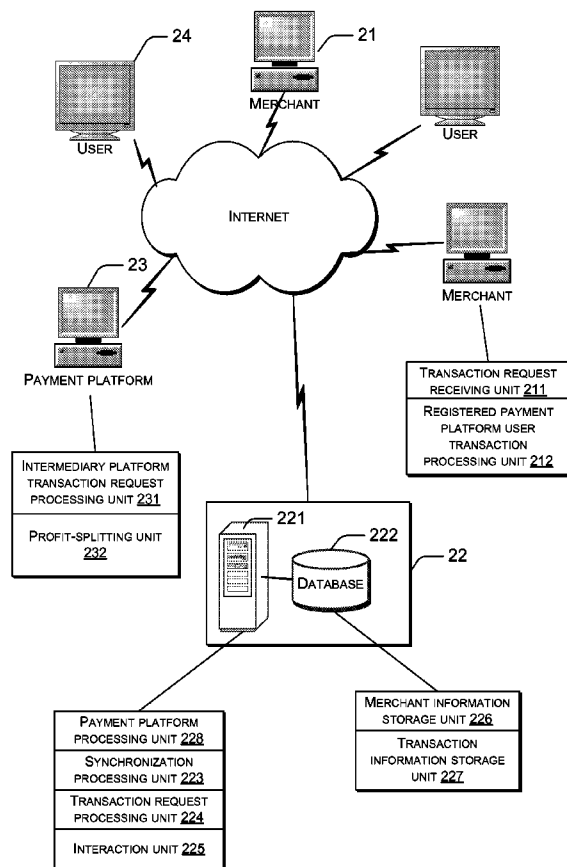 24
21
MERCHANT
USER
USER
INTERNET
23
MERCHANT
PAYMENT PLATFORM
TRANSACTION REQUEST
RECEIVING UNIT 211
REGISTERED PAYMENT
PLATFORM USER
TRANSACTION
PROCESSING UNIT 212
INTERMEDIARY PLATFORM
TRANSACTION REQUEST
PROCESSING UNIT 231
PROFIT-SPLITTING UNIT
232
221
222
22
DATABASE
PAYMENT PLATFORM
PROCESSING UNIT 228
SYNCHRONIZATION
PROCESSING UNIT 223
TRANSACTION REQUEST
PROCESSING UNIT 224
INTERACTION UNIT 225
MERCHANT INFORMATION
STORAGE UNIT 226
TRANSACTION
INFORMATION STORAGE
UNIT 227